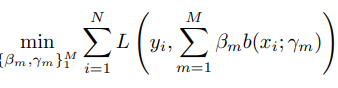 \min_{\{\beta_m, \gamma_m\}_1^M} \sum_{i=1}^{N} L \left( y_i, \sum_{m=1}^{M} \beta_m b(x_i; \gamma_m) \right)